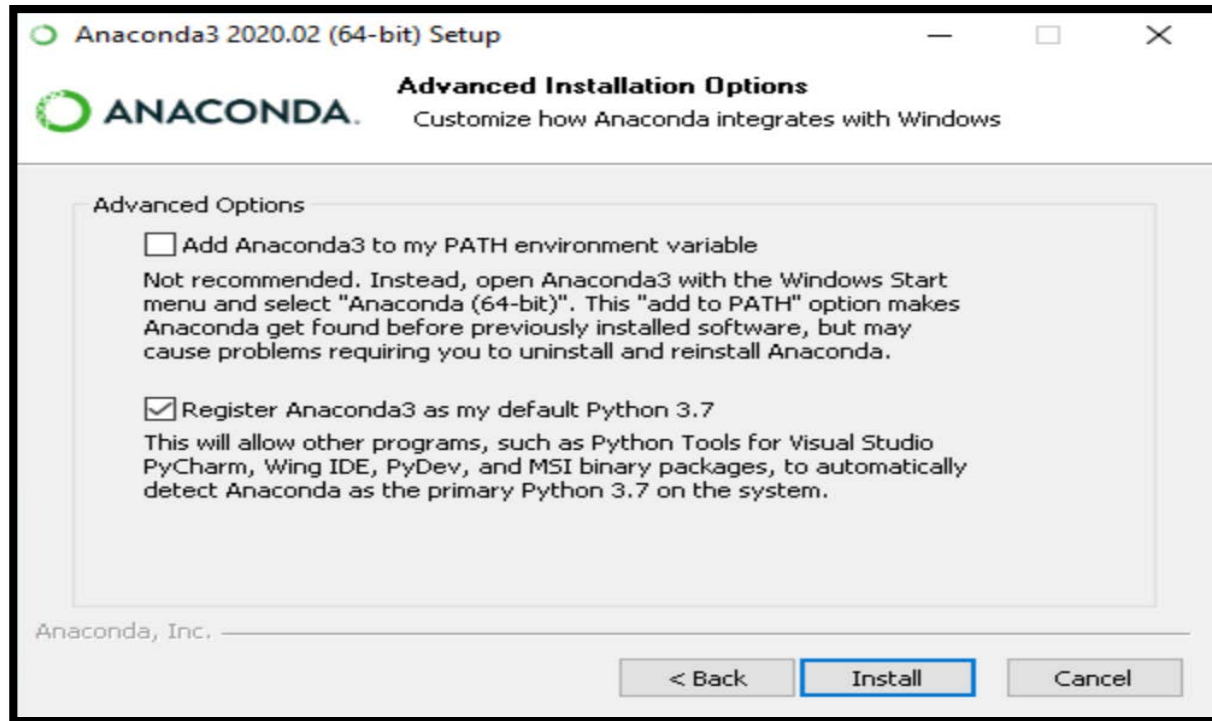 Anaconda3 2020.02 (64-bit) Setup
ANACONDA.
Advanced Installation Options
Customize how Anaconda integrates with Windows
Advanced Options
Add Anaconda3 to my PATH environment variable
Not recommended. Instead, open Anaconda3 with the Windows Start
menu and select "Anaconda (64-bit)". This "add to PATH" option makes
Anaconda get found before previously installed software, but may
cause problems requiring you to uninstall and reinstall Anaconda.
Register Anaconda3 as my default Python 3.7
This will allow other programs, such as Python Tools for Visual Studio
PyCharm, Wing IDE, PyDev, and MSI binary packages, to automatically
detect Anaconda as the primary Python 3.7 on the system.
Anaconda, Inc.
< Back
Install
Cancel